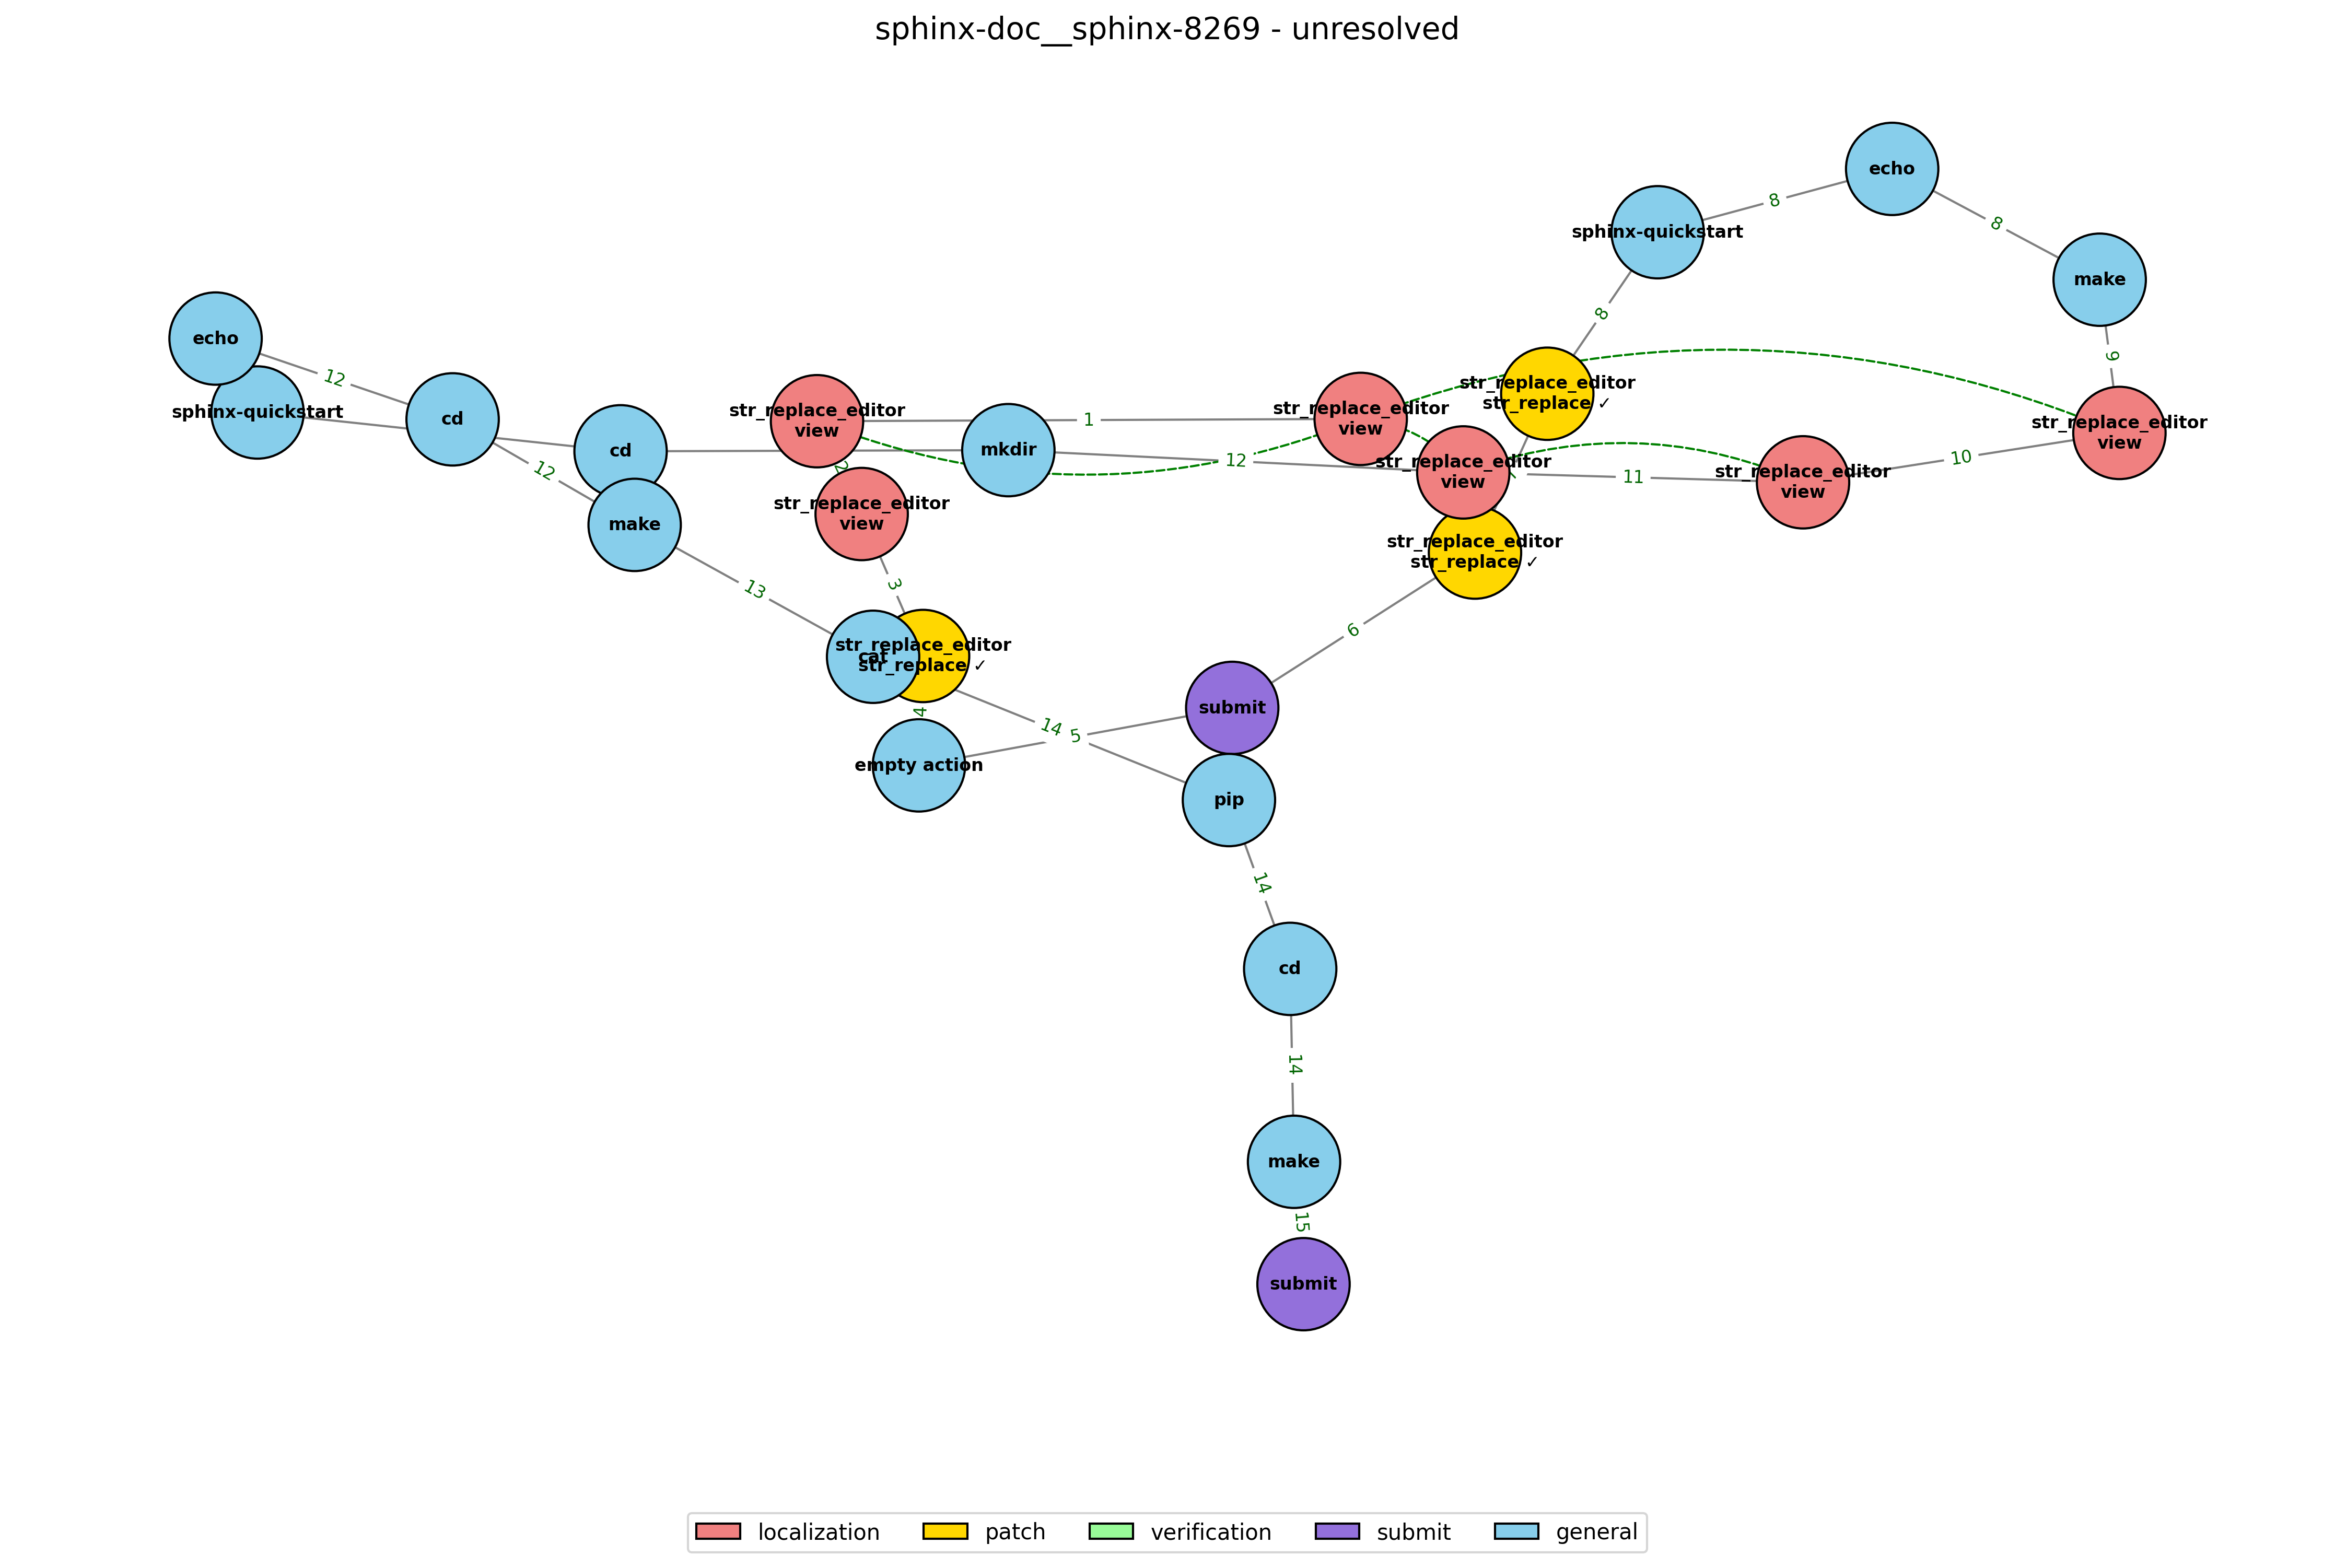 sphinx-doc__sphinx-8269 - unresolved
echo
8
8
sphinx-quickstart
make
8
9
echo
12
sphinx-quickstart
cd
cd
str_replace_editor
view
1
mkdir
str_replace_editor
view
str_replace_editor
str_replace ✓
str_replace_editor
view
12
str_replace_editor
view
11
str_replace_editor
view
10
12
2
make
str_replace_editor
view
str_replace_editor
str_replace ✓
13
3
6
cat
str_replace_editor
str_replace ✓
4
14
5
submit
empty action
pip
14
cd
14
make
15
submit
localization
patch
verification
submit
general